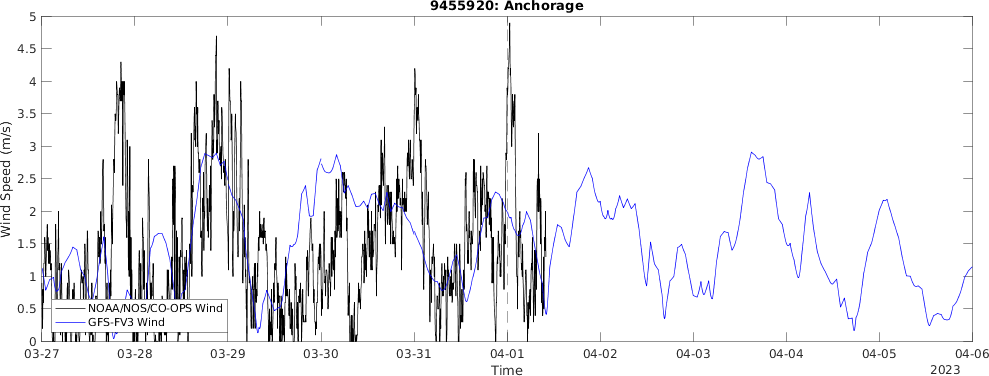 9455920: Anchorage
Wind Speed (m/s)
5
4.5
4
3.5
3
2.5
2
1.5
1
0.5
0
NOAA/NOS/CO-OPS Wind
GFS-FV3 Wind
03-27 03-28 03-29 03-30 03-31 04-01 04-02 04-03 04-04 04-05 04-06
Time
2023